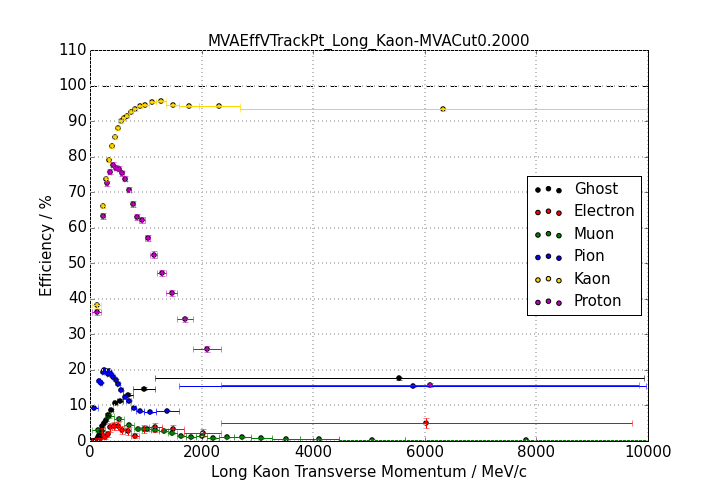 MVAEffVTrackPt_Long_Kaon-MVACut0.2000
110
100
90
80
70
60
50
40
30
20
10
0
Efficiency / %
Ghost
Electron
Muon
Pion
Kaon
Proton
0 2000 4000 6000 8000 10000
Long Kaon Transverse Momentum / MeV/c